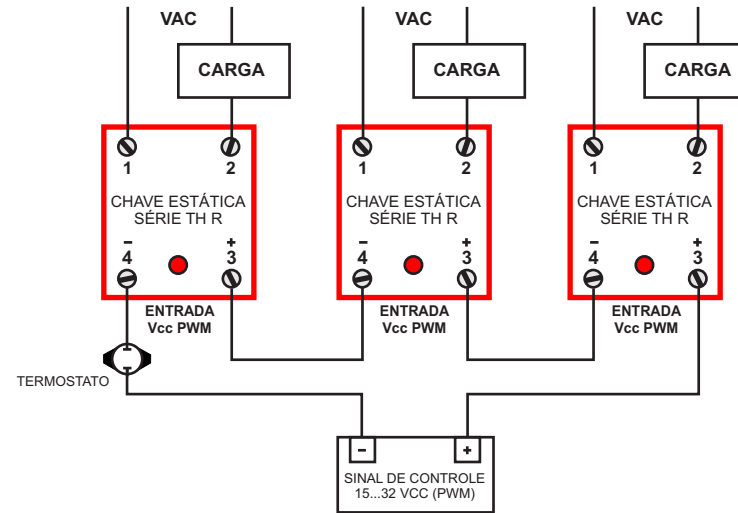 VAC
VAC
VAC
CARGA
CARGA
CARGA
1
2
1
2
1
2
CHAVE ESTÁTICA
SÉRIE TH R
CHAVE ESTÁTICA
SÉRIE TH R
CHAVE ESTÁTICA
SÉRIE TH R
− +
4 3
− +
4 3
− +
4 3
ENTRADA
Vcc PWM
ENTRADA
Vcc PWM
ENTRADA
Vcc PWM
TERMOSTATO
- +
SINAL DE CONTROLE
15...32 VCC (PWM)